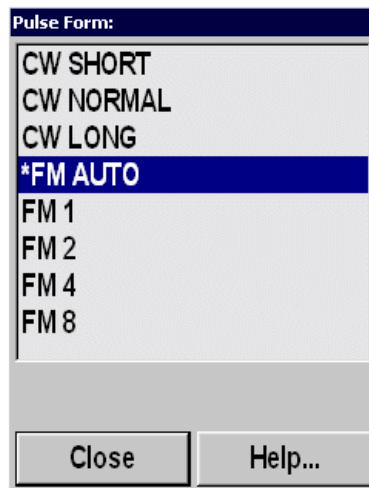 Pulse Form:
CW SHORT
CW NORMAL
CW LONG
*FM AUTO
FM 1
FM 2
FM 4
FM 8
Close Help...